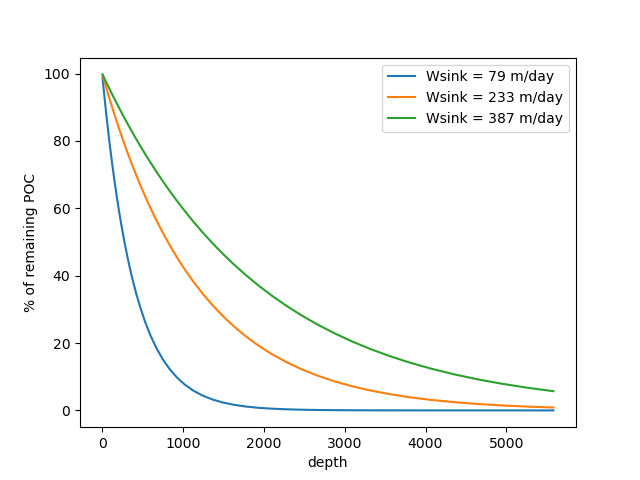 Wsink = 79 m/day
Wsink = 233 m/day
Wsink = 387 m/day
% of remaining POC
100
80
60
40
20
0
0 1000 2000 3000 4000 5000
depth